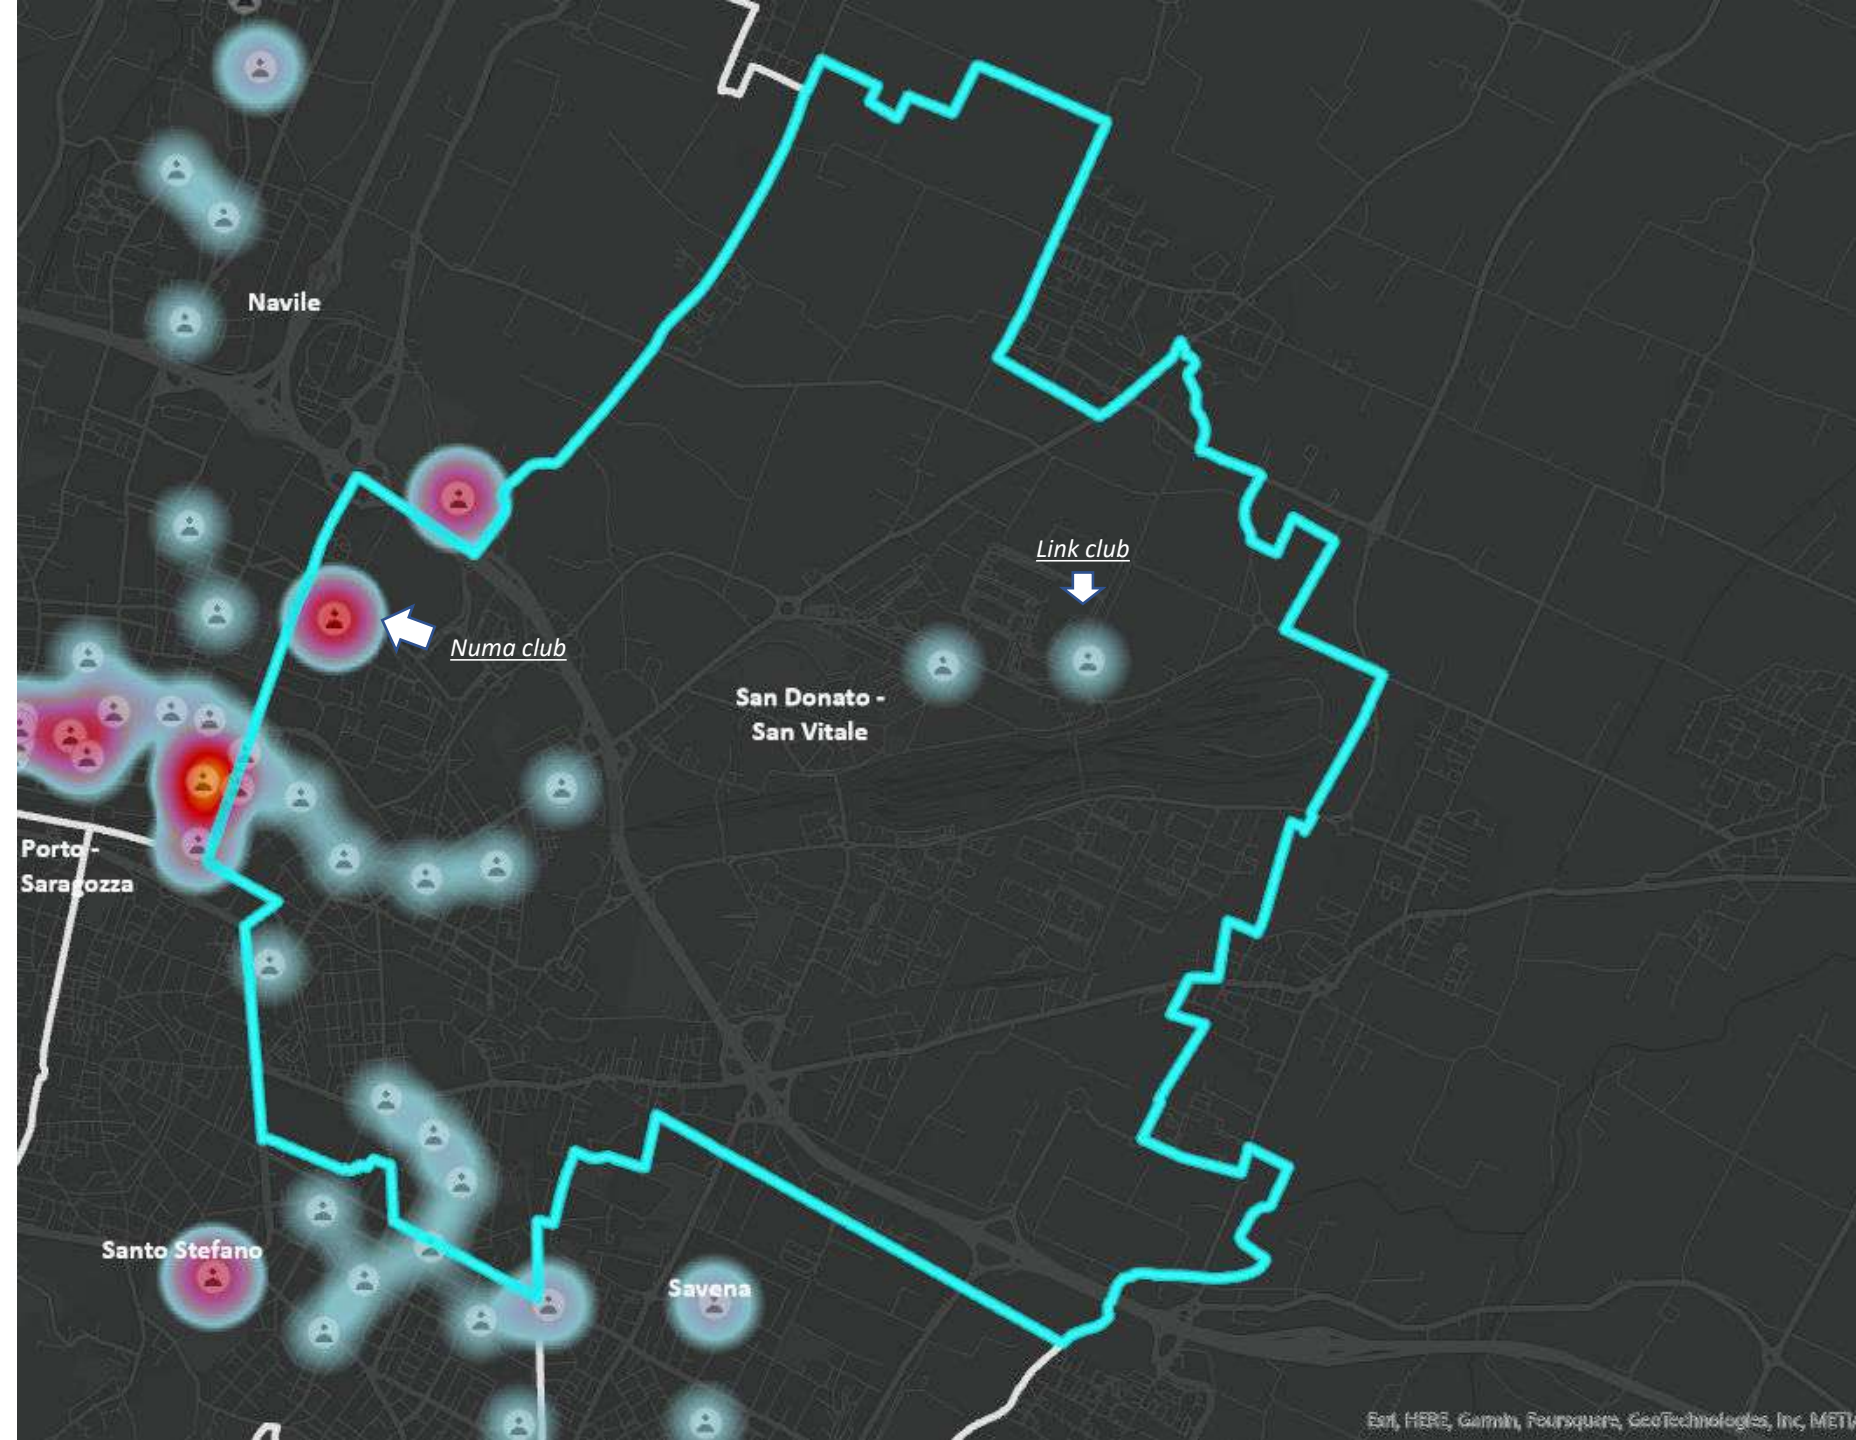 Navile
Link club
Numa club
San Donato -
San Vitale
Porto -
Saragozza
Santo Stefano
Savena
Esri, HERE, Garmin, Foursquare, GeoTechnologies, Inc, METI/